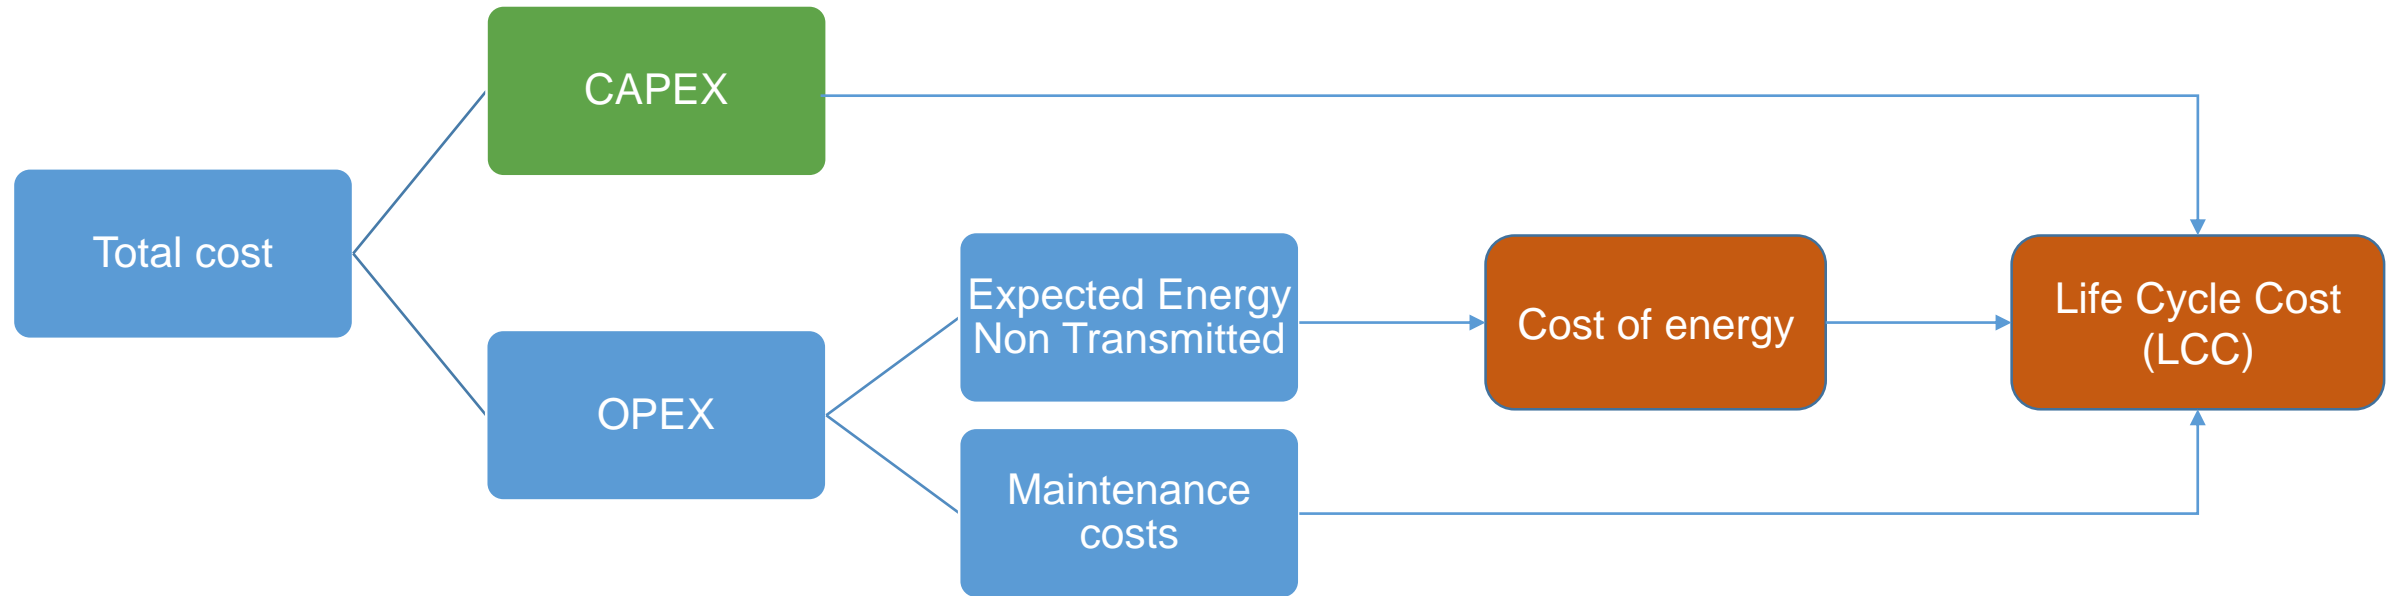 CAPEX
Total cost
OPEX
Expected Energy
Non Transmitted
Maintenance
costs
Cost of energy
Life Cycle Cost
(LCC)